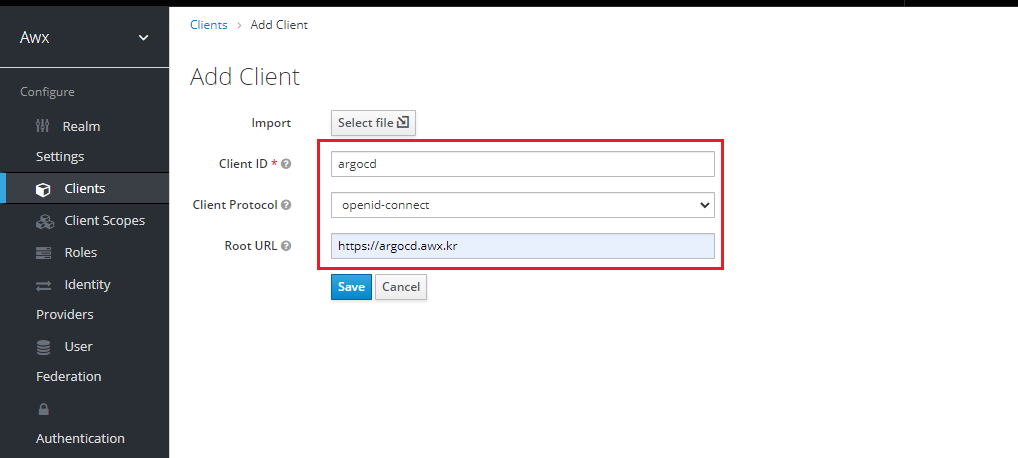 Awx
Configure
Realm
Settings
Clients
Client Scopes
Roles
Identity
Providers
User
Federation
Authentication
Clients > Add Client
Add Client
Import Select file
Client ID * argocd
Client Protocol openid-connect
Root URL https://argocd.awx.kr
Save Cancel